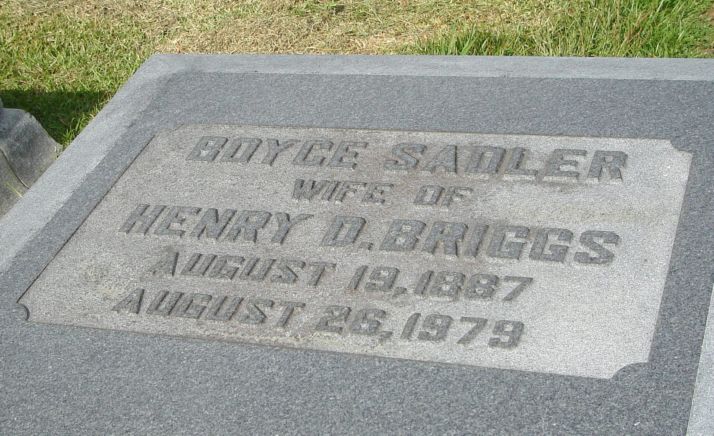 BOYCE SADLER
WIFE OF
HENRY D. BRIGGS
AUGUST 19, 1887
AUGUST 26, 1979